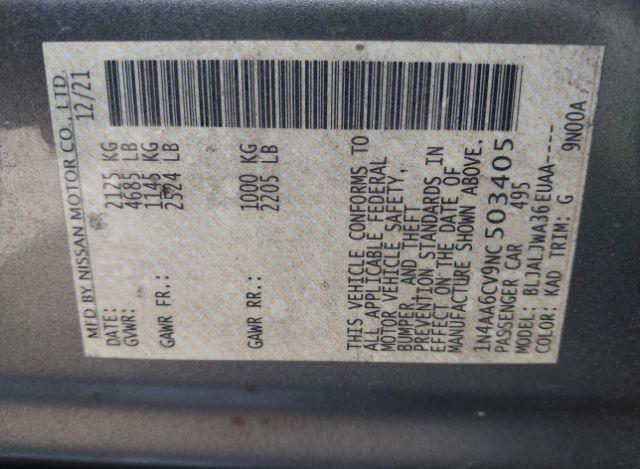 MFD BY NISSAN MOTOR CO., LTD.
DATE: 12/21
GVWR: 2125 KG
4685 LB
GAWR FR.: 1145 KG
2524 LB
GAWR RR.: 1000 KG
2205 LB
THIS VEHICLE CONFORMS TO
ALL APPLICABLE FEDERAL
MOTOR VEHICLE SAFETY,
BUMPER, AND THEFT
PREVENTION STANDARDS IN
EFFECT ON THE DATE OF
MANUFACTURE SHOWN ABOVE.
1N4AA6CV9NC503405
PASSENGER CAR 495
MODEL: BLJALJWA36EUAA----
COLOR: KAD TRIM: G 9N00A